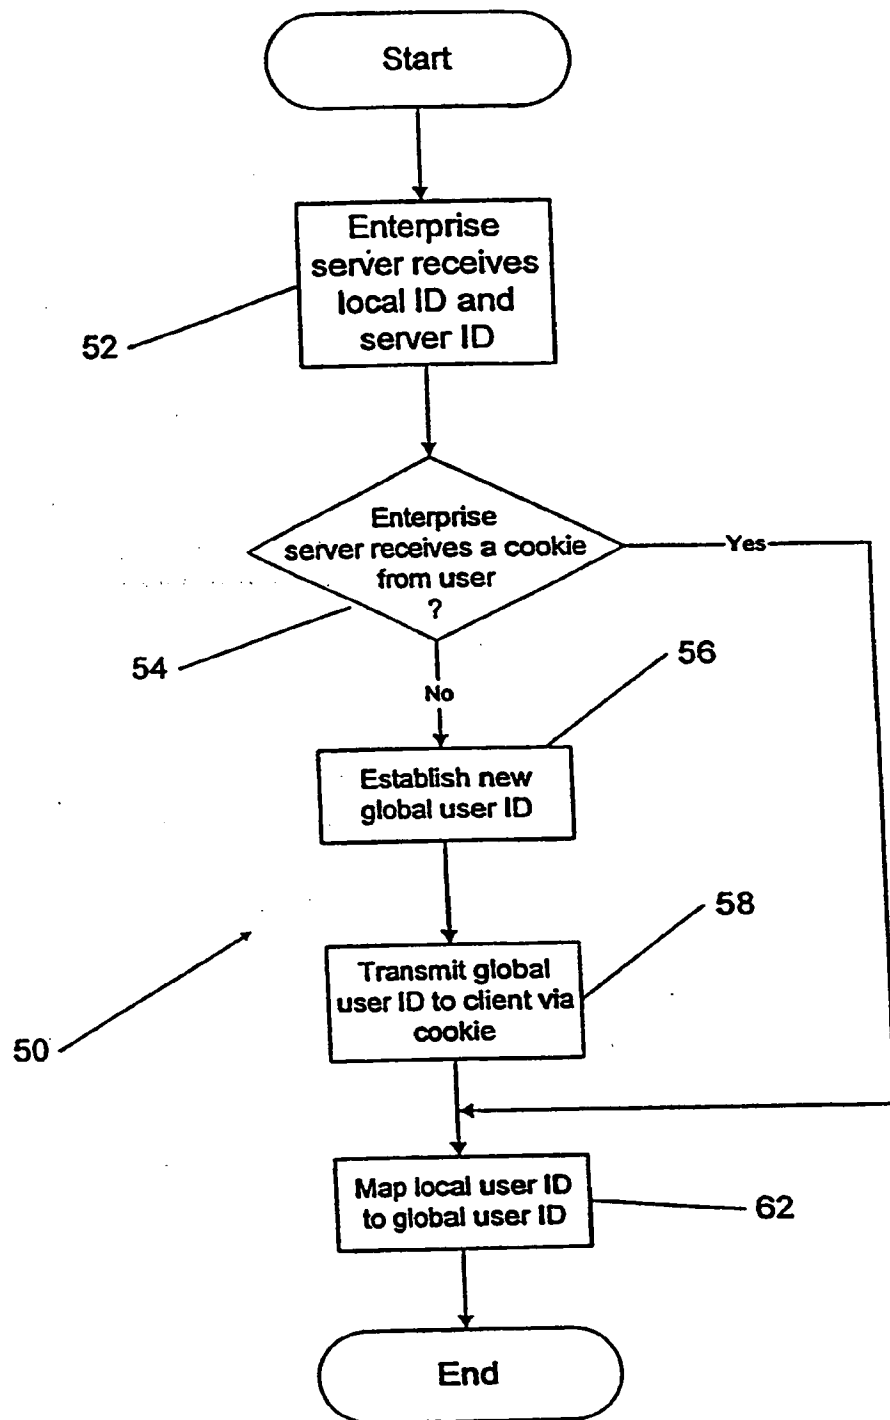 Start
Enterprise
server receives
local ID and
server ID
52
Enterprise
server receives a cookie
from user
?
Yes
54
No
56
Establish new
global user ID
58
Transmit global
user ID to client via
cookie
50
Map local user ID
to global user ID
62
End